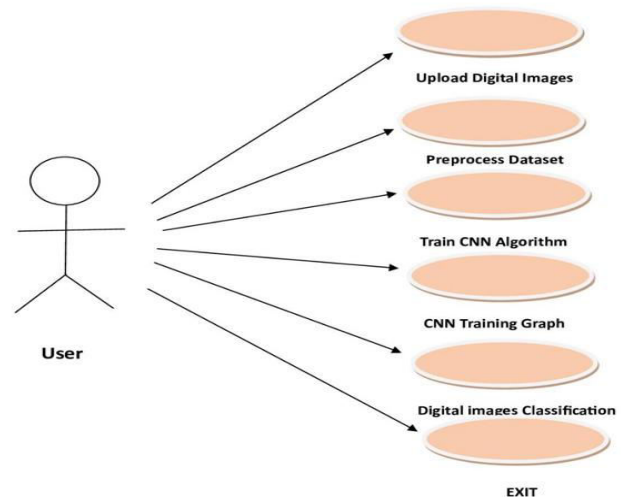 Upload Digital Images
Preprocess Dataset
Train CNN Algorithm
CNN Training Graph
User
Digital images Classification
EXIT